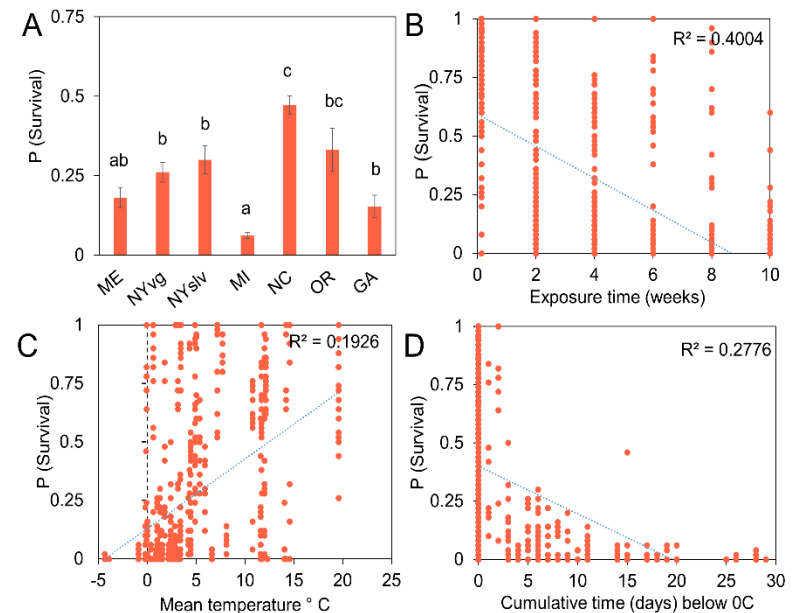 A
P (Survival)
0.75
0.5
0.25
0
ab
b
b
a
c
bc
b
ME
NYvg
NYslv
MI
NC
OR
GA
B
P (Survival)
1
0.75
0.5
0.25
0
R² = 0.4004
0 2 4 6 8 10
Exposure time (weeks)
C
P (Survival)
1
0.75
0.5
0.25
0
R² = 0.1926
-5 0 5 10 15 20 25
Mean temperature ° C
D
P (Survival)
1
0.75
0.5
0.25
0
R² = 0.2776
0 10 20 30
Cumulative time (days) below 0C